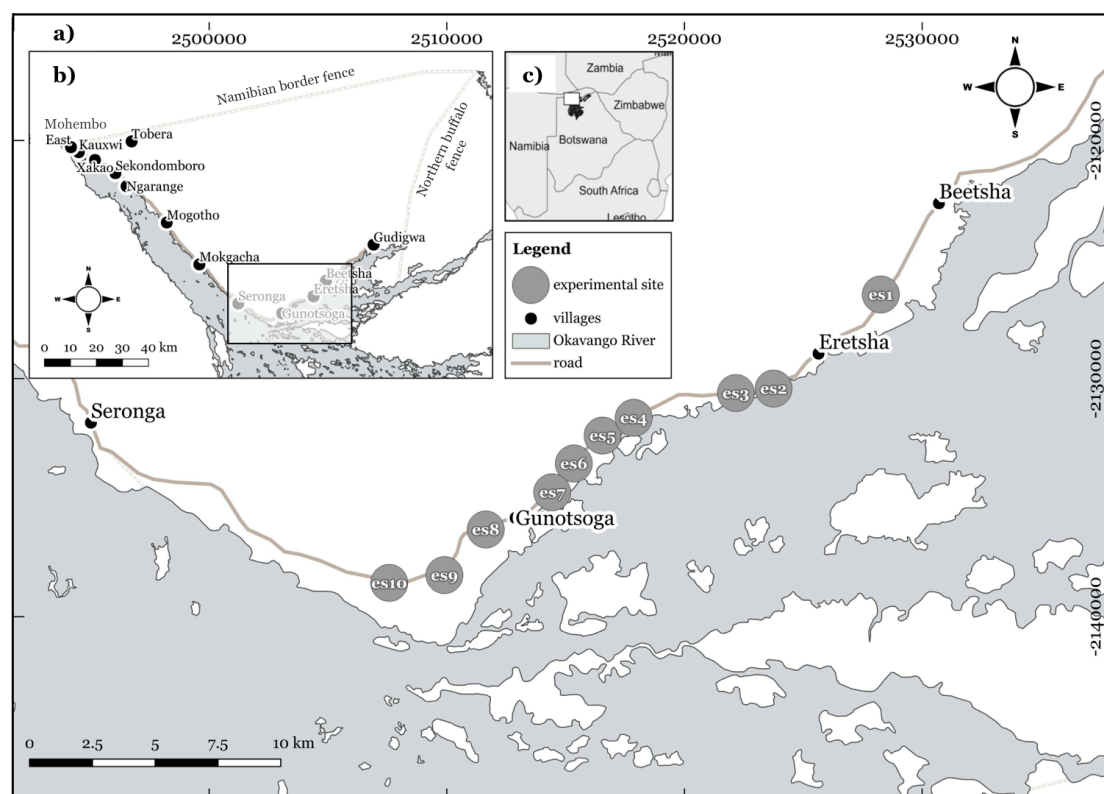 a)
2500000
2510000
2520000
2530000
b)
Namibian border fence
Northern buffalo
fence
Mohembo
East
Kauxwi
Tobera
Xakao
Sekondomboro
Ngarange
Mogotho
Mokgacha
Gudigwa
Beetsha
Eretsha
Seronga
Gunotsoga
N
W
E
S
0 10 20 30 40 km
c)
Zambia
Zimbabwe
Botswana
Namibia
South Africa
Lesotho
N
W
E
S
Legend
experimental site
villages
Okavango River
road
-2120000
-2130000
-2140000
Beetsha
es1
Eretsha
es2
es3
es4
es5
es6
es7
Gunotsoga
es8
es9
es10
Seronga
0 2.5 5 7.5 10 km